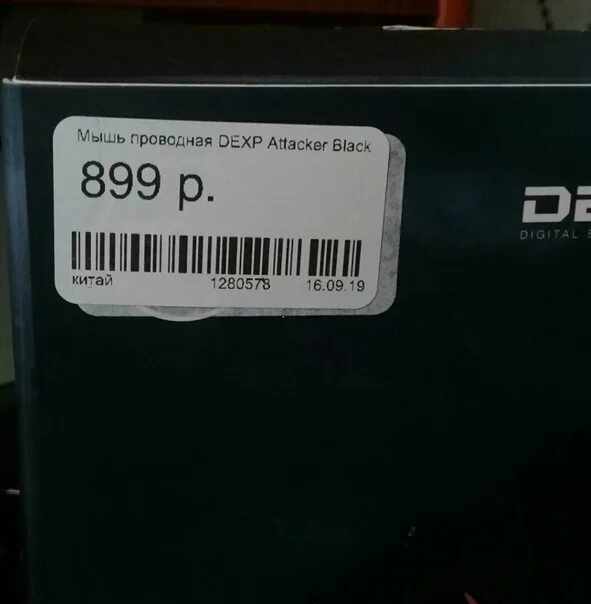 Мышь проводная DEXP Attacker Black
899 р.
китай 1280578 16.09.19
DIGITAL